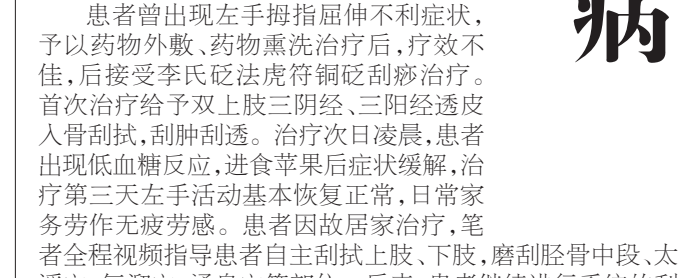 病
患者曾出现左手拇指屈伸不利症状，
予以药物外敷、药物熏洗治疗后，疗效不
佳，后接受李氏砭法虎符铜砭刮痧治疗。
首次治疗给予双上肢三阴经、三阳经透皮
入骨刮拭，刮肿刮透。治疗次日凌晨，患者
出现低血糖反应，进食苹果后症状缓解，治
疗第三天左手活动基本恢复正常，日常家
务劳作无疲劳感。患者因故居家治疗，笔
者全程视频指导患者自主刮拭上肢、下肢，磨刮胫骨中段、太